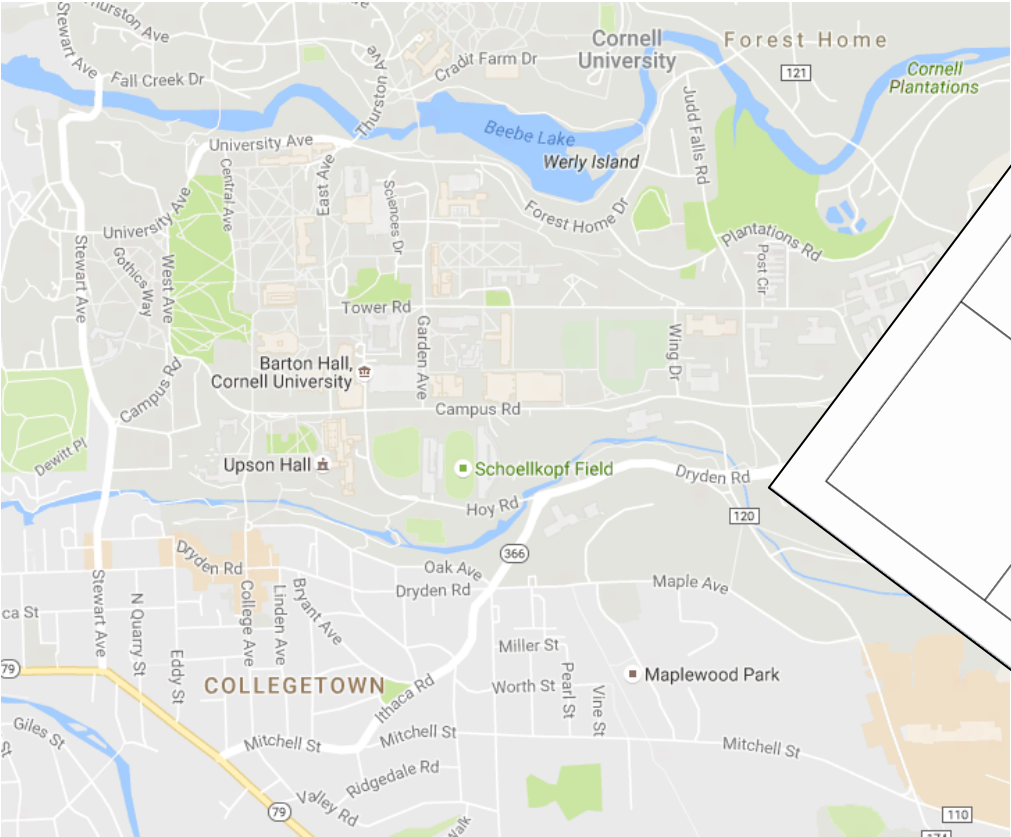 Thurston Ave
Stewart Ave
Fall Creek Dr
Thurston Ave
Cradit Farm Dr
Cornell
University
Forest Home
121
Cornell
Plantations
University Ave
Beebe Lake
Werly Island
Judd Falls Rd
Central Ave
East Ave
Sciences Dr
Forest Home Dr
University Ave
Plantations Rd
Gothics Way
West Ave
Stewart Ave
Post Cir
Tower Rd
Garden Ave
Wing Dr
Barton Hall,
Cornell University
Campus Rd
Campus Rd
Dewitt Pl
Upson Hall
Schoellkopf Field
Dryden Rd
Hoy Rd
120
366
Dryden Rd
Oak Ave
Dryden Rd
Maple Ave
Stewart Ave
N Quarry St
College Ave
Linden Ave
Bryant Ave
ca St
Miller St
Eddy St
79
COLLEGETOWN
Ithaca Rd
Worth St
Pearl St
Vine St
Maplewood Park
Giles St
St
Mitchell St
Mitchell St
Mitchell St
Ridgedale Rd
Valley Rd
79
Walk
110
174